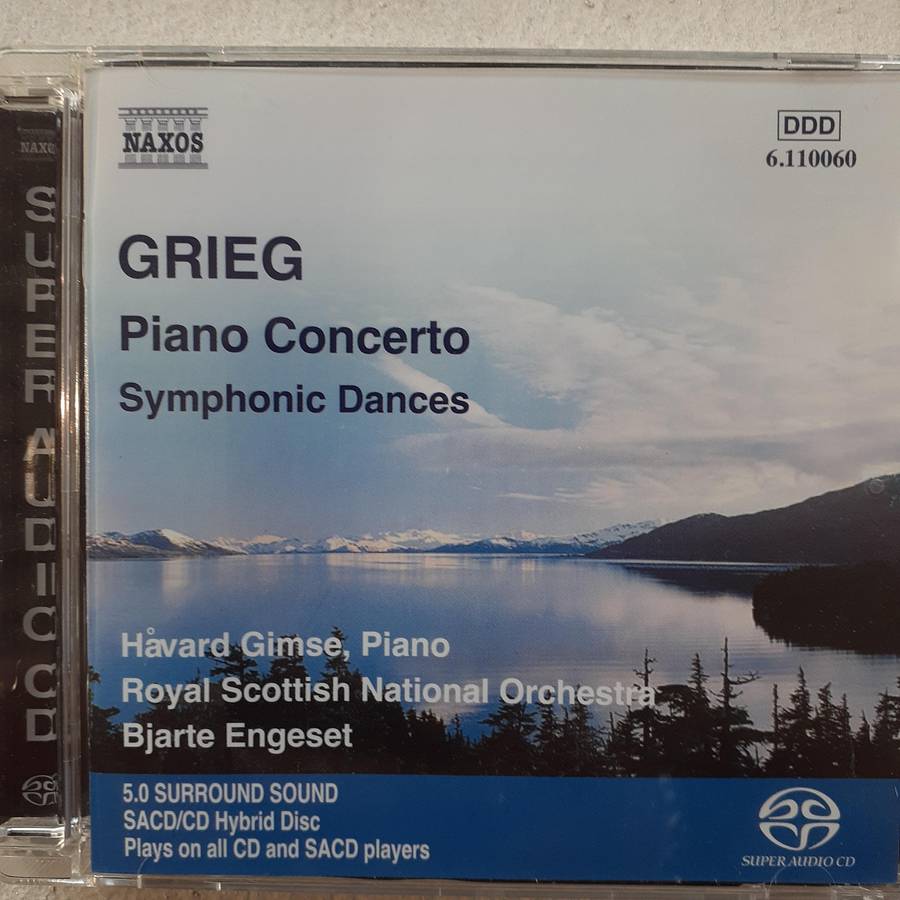 NAXOS
DDD
6.110060
GRIEG
Piano Concerto
Symphonic Dances
Håvard Gimse, Piano
Royal Scottish National Orchestra
Bjarte Engeset
5.0 SURROUND SOUND
SACD/CD Hybrid Disc
Plays on all CD and SACD players
SUPER AUDIO CD
NAXOS
SUPER AUDIO CD